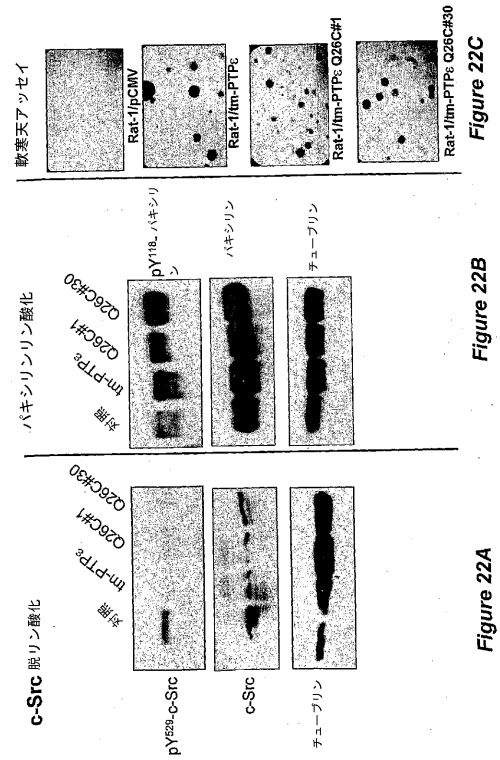 c-Src 脱リン酸化
対照
tm-PTPε
Q26C#1
Q26C#30
pY529-c-Src
c-Src
チューブリン
Figure 22A
パキシリンリン酸化
対照
tm-PTPε
Q26C#1
Q26C#30
pY118- パキシリ
ン
パキシリン
チューブリン
Figure 22B
軟寒天アッセイ
Rat-1/pCMV
Rat-1/tm-PTPε
Rat-1/tm-PTPε Q26C#1
Rat-1/tm-PTPε Q26C#30
Figure 22C